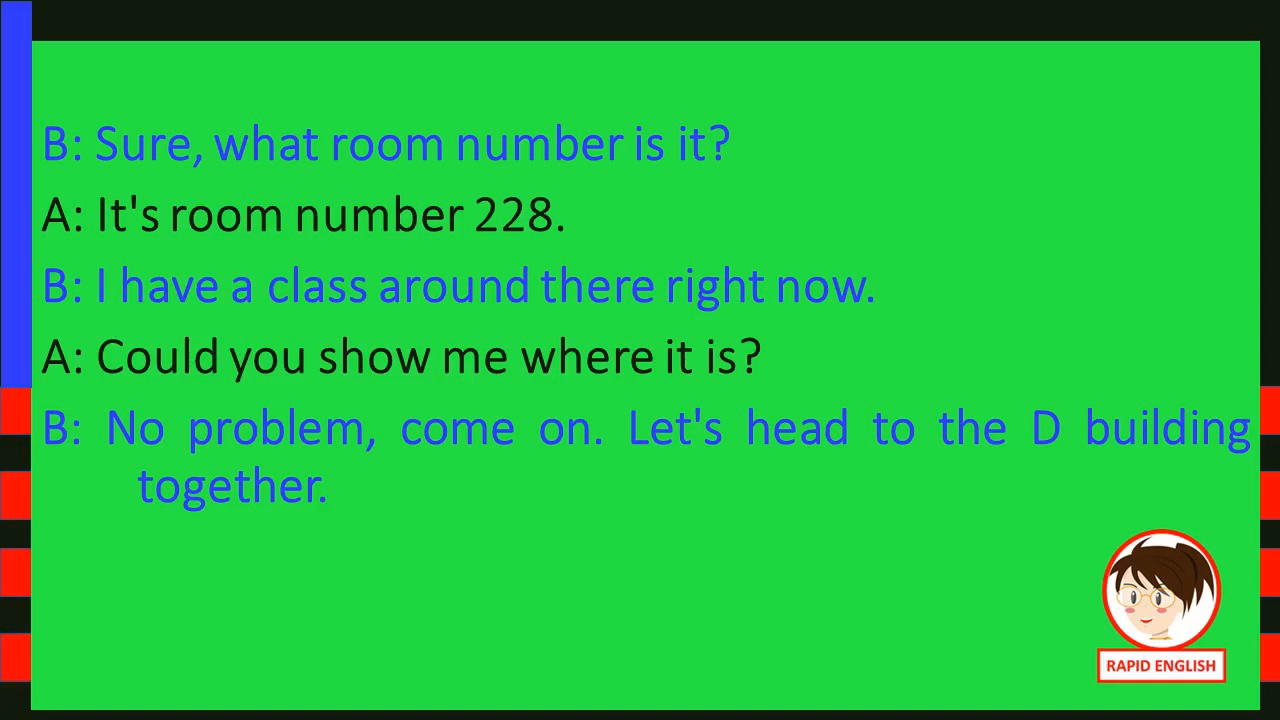 B: Sure, what room number is it?
A: It's room number 228.
B: I have a class around there right now.
A: Could you show me where it is?
B: No problem, come on. Let's head to the D building
together.
RAPID ENGLISH